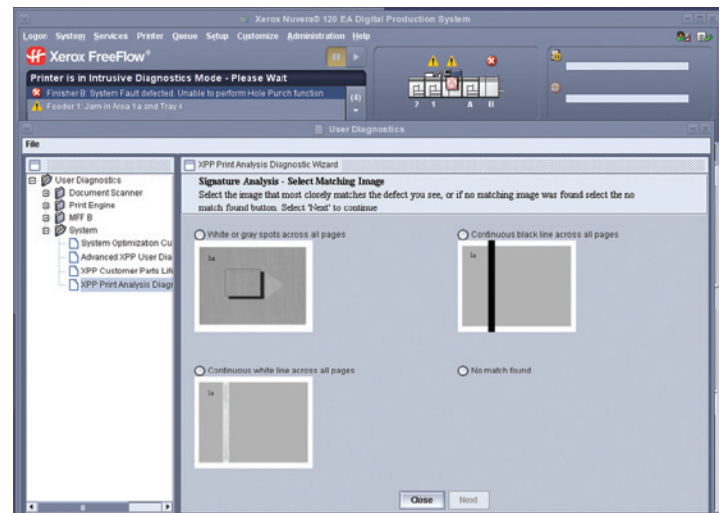 Xerox Nuvera® 120 EA Digital Production System
Logon System Services Printer Queue Setup Customize Administration Help
Xerox FreeFlow®
Printer is in Intrusive Diagnostics Mode - Please Wait
Finisher B: System Fault detected. Unable to perform Hole Punch function
Feeder 1: Jam in Area 1a and Tray 4
(4)
2 1 A B
User Diagnostics
File
User Diagnostics
Document Scanner
Print Engine
MFF B
System
System Optimization Cu
Advanced XPP User Dia
XPP Customer Parts Life
XPP Print Analysis Diagn
XPP Print Analysis Diagnostic Wizard
Signature Analysis - Select Matching Image
Select the image that most closely matches the defect you see, or if no matching image was found select the no
match found button. Select 'Next' to continue
White or gray spots across all pages
1a
Continuous black line across all pages
1a
Continuous white line across all pages
1a
No match found
Close Next